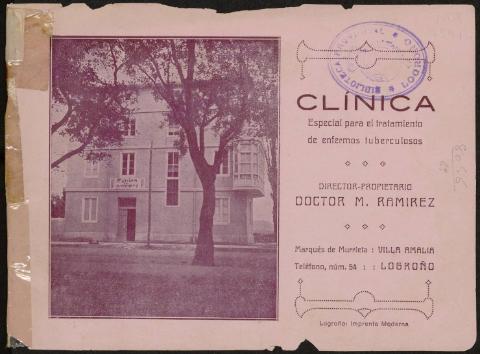 CLÍNICA
Especial para el tratamiento
de enfermos tuberculosos
DIRECTOR-PROPIETARIO
DOCTOR M. RAMIREZ
Marqués de Murrieta : VILLA AMALIA
Teléfono, núm. 54 : : LOGROÑO
Logroño: Imprenta Moderna
BIBLIOTECA